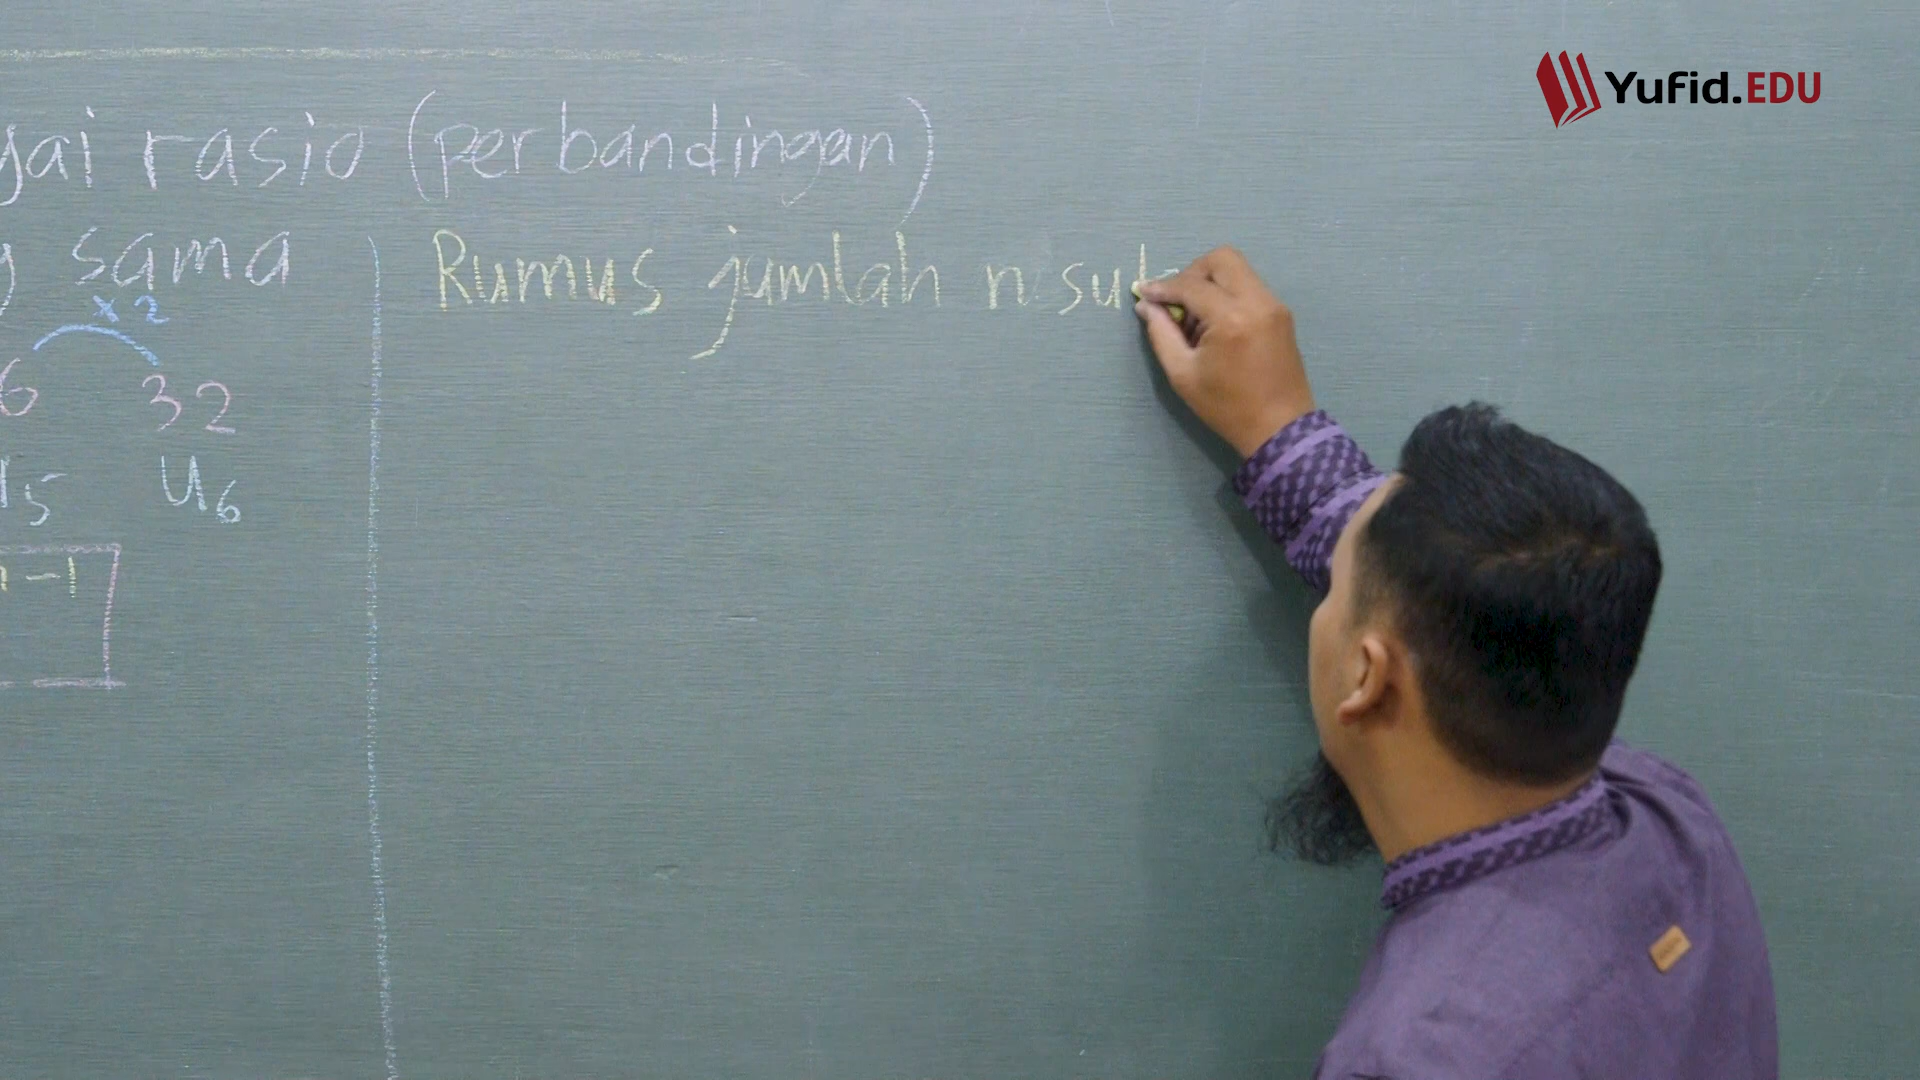 Yufid.EDU
gai rasio (perbandingan)
g sama
Rumus jumlah n suk
x2
6 32
U5 U6
n-1